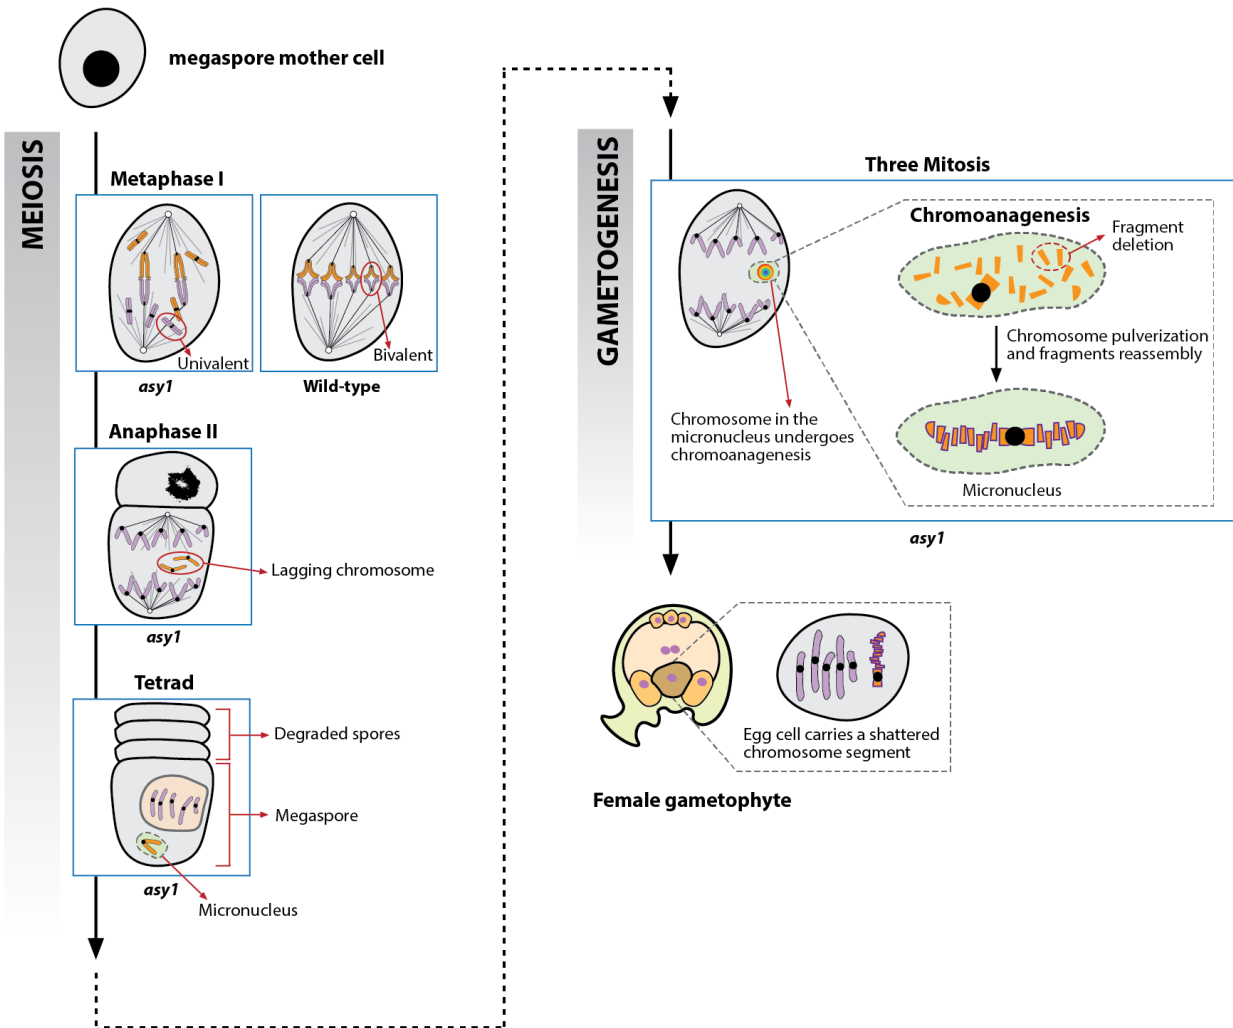 megaspore mother cell
MEIOSIS
Metaphase I
Univalent
Bivalent
asy1
Wild-type
Anaphase II
Lagging chromosome
asy1
Tetrad
Degraded spores
Megaspore
asy1
Micronucleus
GAMETOGENESIS
Three Mitosis
Chromoanagenesis
Fragment
deletion
Chromosome pulverization
and fragments reassembly
Chromosome in the
micronucleus undergoes
chromoanagenesis
Micronucleus
asy1
Egg cell carries a shattered
chromosome segment
Female gametophyte